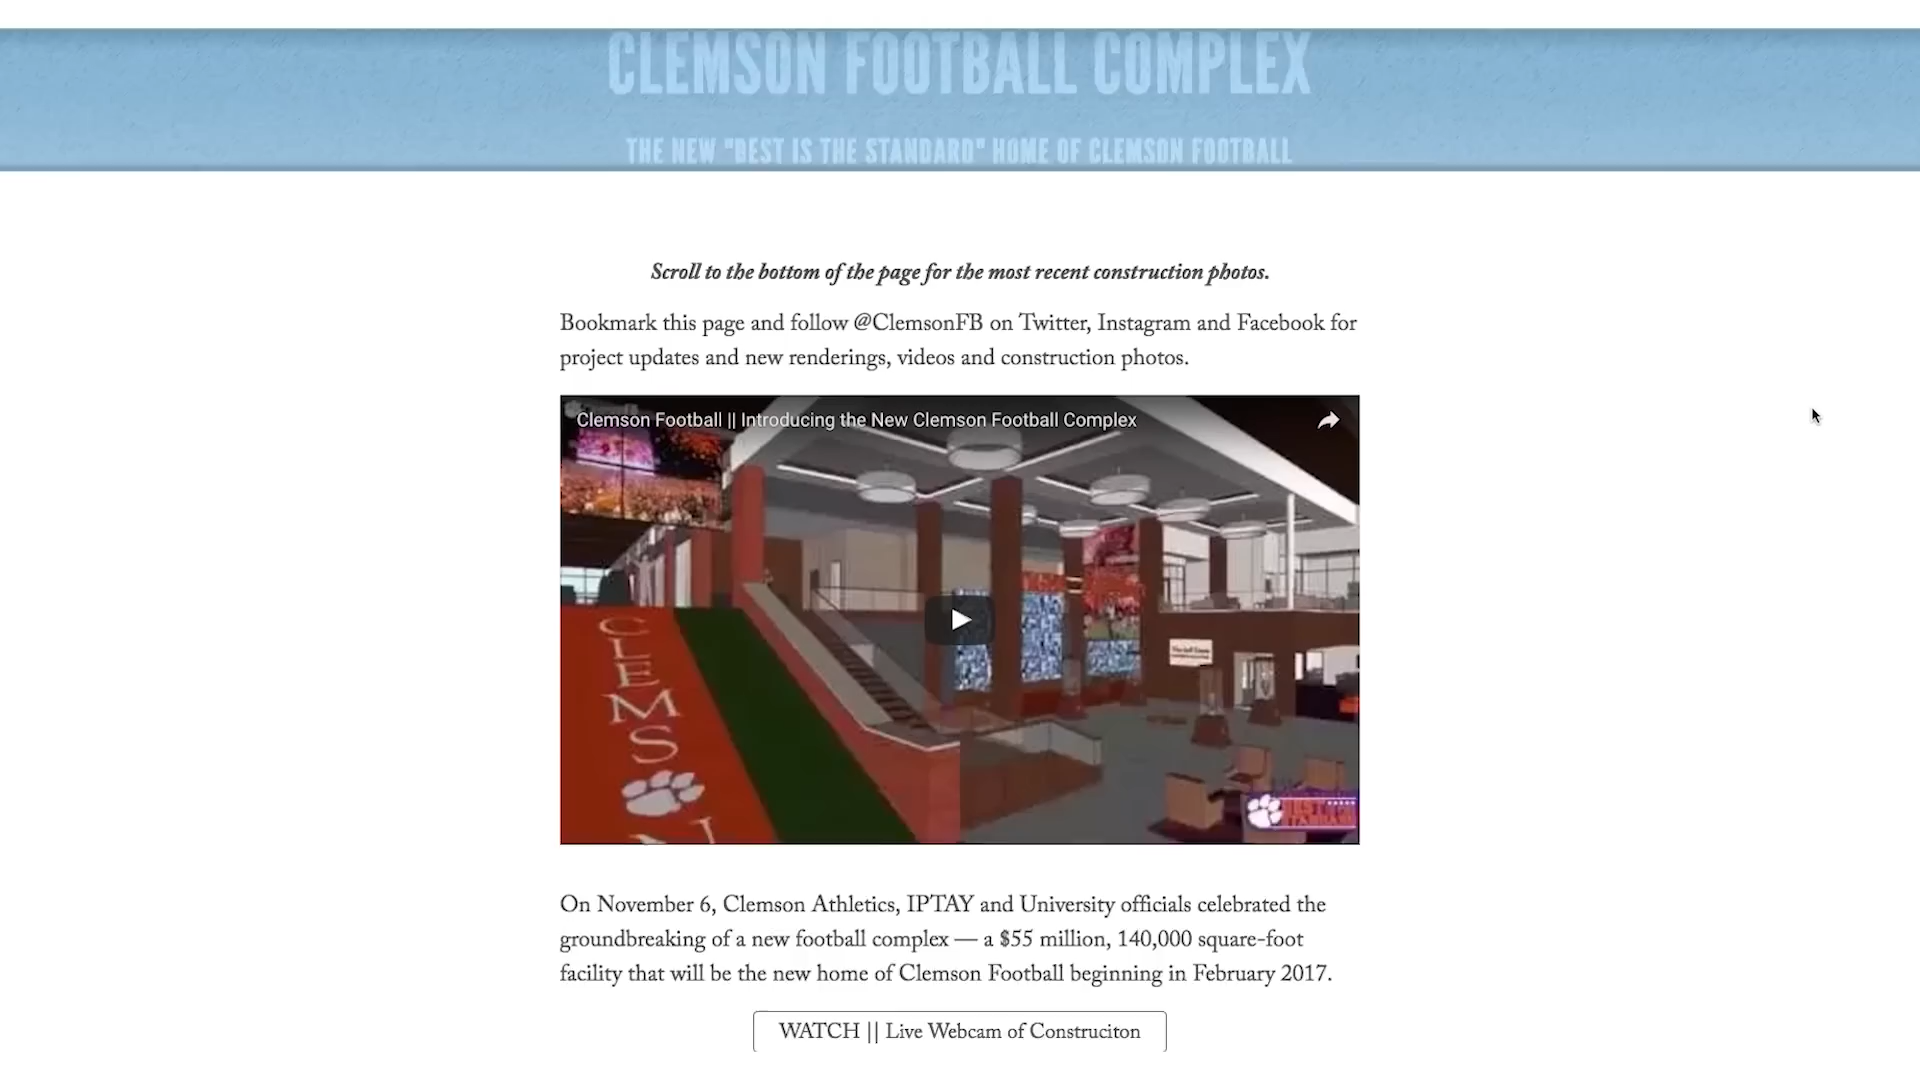 CLEMSON FOOTBALL COMPLEX
THE NEW "BEST IS THE STANDARD" HOME OF CLEMSON FOOTBALL
Scroll to the bottom of the page for the most recent construction photos.
Bookmark this page and follow @ClemsonFB on Twitter, Instagram and Facebook for
project updates and new renderings, videos and construction photos.
Clemson Football || Introducing the New Clemson Football Complex
CLEMS
N
On November 6, Clemson Athletics, IPTAY and University officials celebrated the
groundbreaking of a new football complex — a $55 million, 140,000 square-foot
facility that will be the new home of Clemson Football beginning in February 2017.
WATCH || Live Webcam of Construciton